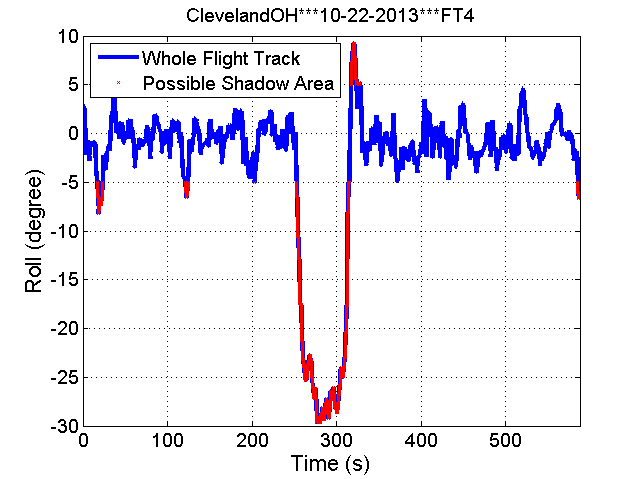 ClevelandOH***10-22-2013***FT4
Whole Flight Track
Possible Shadow Area
Roll (degree)
10
5
0
-5
-10
-15
-20
-25
-30
0 100 200 300 400 500
Time (s)